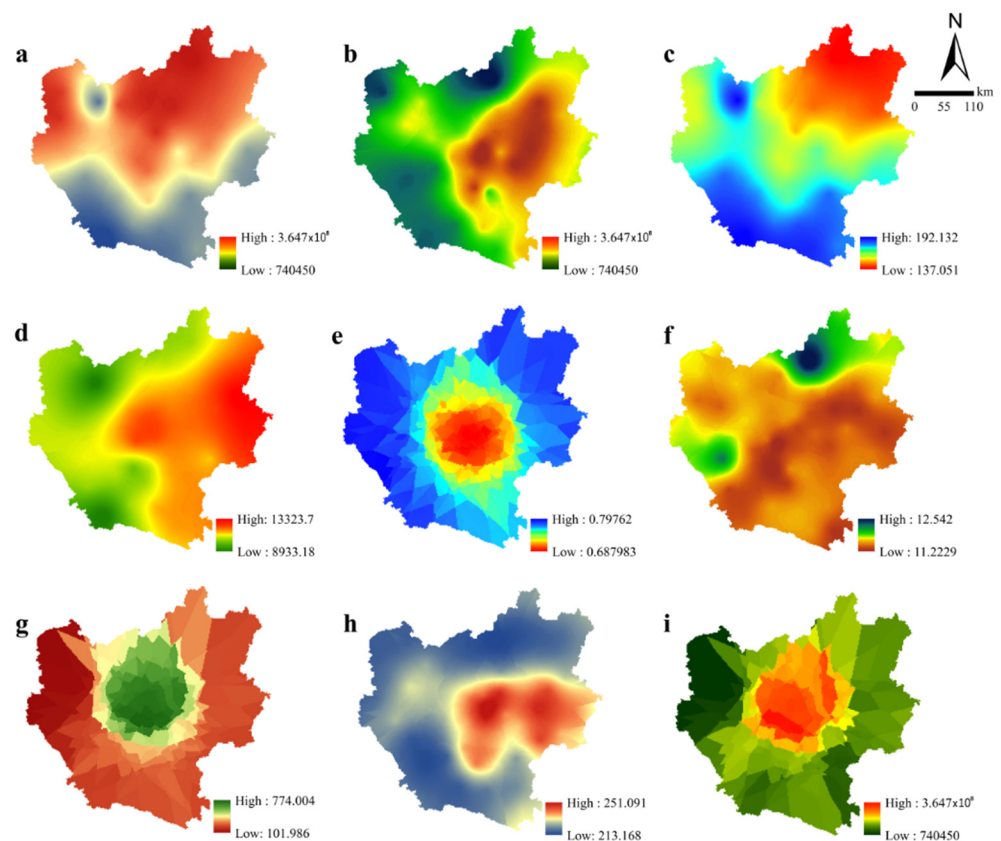 N
km
0 55 110
a
High : 3.647x10⁸
Low : 740450
b
High : 3.647x10⁸
Low : 740450
c
High: 192.132
Low : 137.051
d
High: 13323.7
Low : 8933.18
e
High : 0.79762
Low : 0.687983
f
High : 12.542
Low : 11.2229
g
High : 774.004
Low: 101.986
h
High : 251.091
Low: 213.168
i
High : 3.647x10⁸
Low : 740450